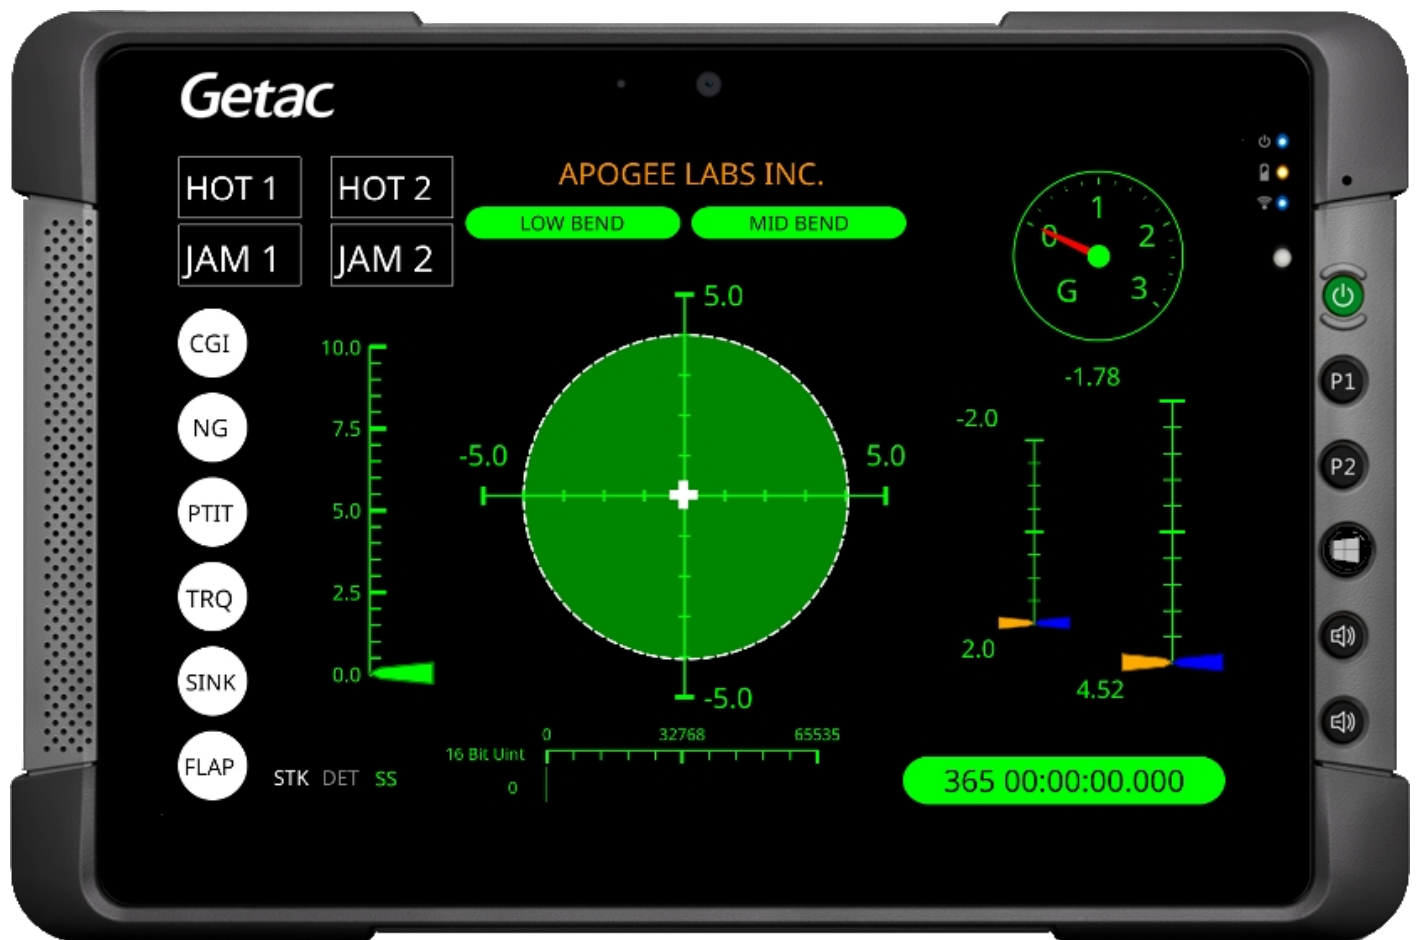 Getac
HOT 1
HOT 2
JAM 1
JAM 2
APOGEE LABS INC.
LOW BEND
MID BEND
0
1
2
3
G
-1.78
CGI
NG
PTIT
TRQ
SINK
FLAP
10.0
7.5
5.0
2.5
0.0
5.0
-5.0
5.0
-5.0
-2.0
2.0
4.52
STK DET SS
0 32768 65535
16 Bit Uint
0
365 00:00:00.000
P1
P2